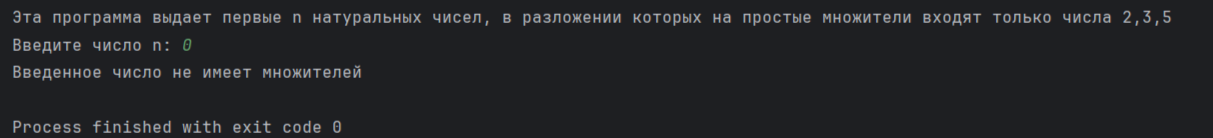 Эта программа выдает первые n натуральных чисел, в разложении которых на простые множители входят только числа 2,3,5
Введите число n: 0
Введенное число не имеет множителей
Process finished with exit code 0